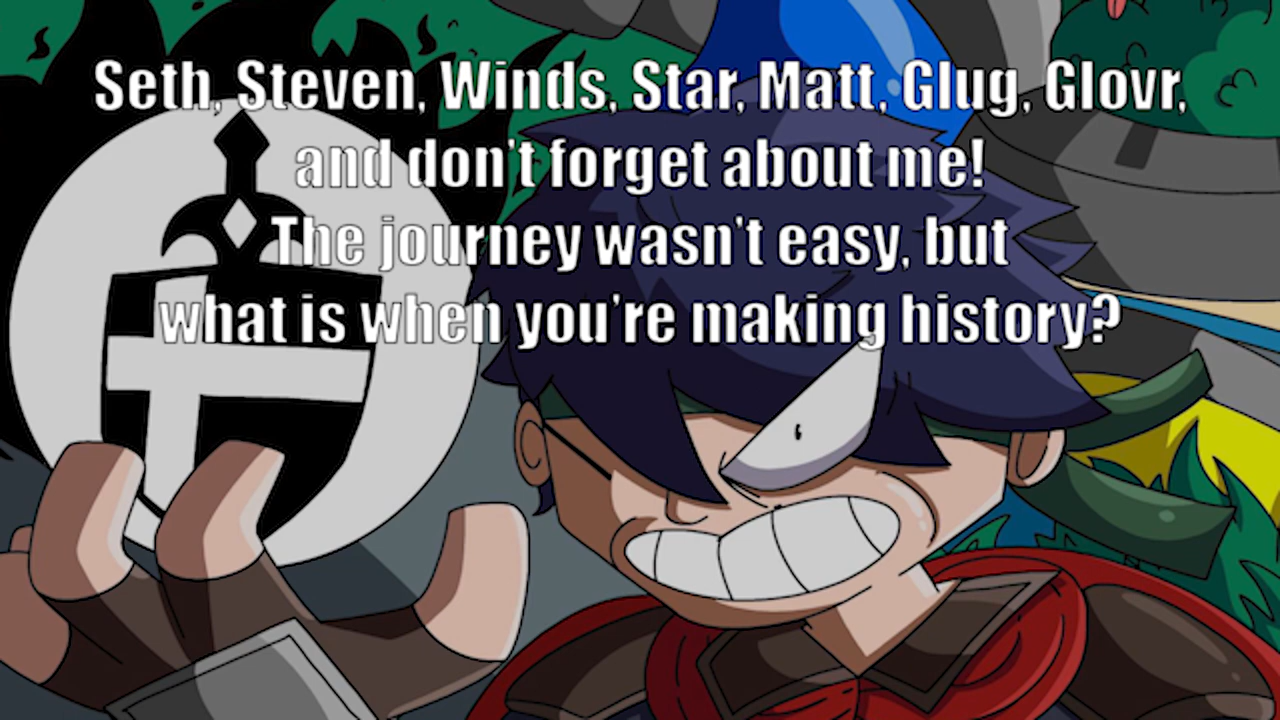 Seth, Steven, Winds, Star, Matt, Glug, Glovr,
and don't forget about me!
The journey wasn't easy, but
what is when you're making history?